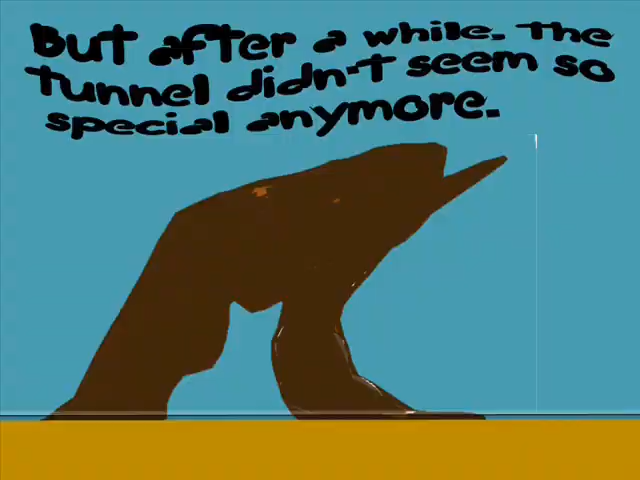 But after a while. The
tunnel didn't seem so
special anymore.